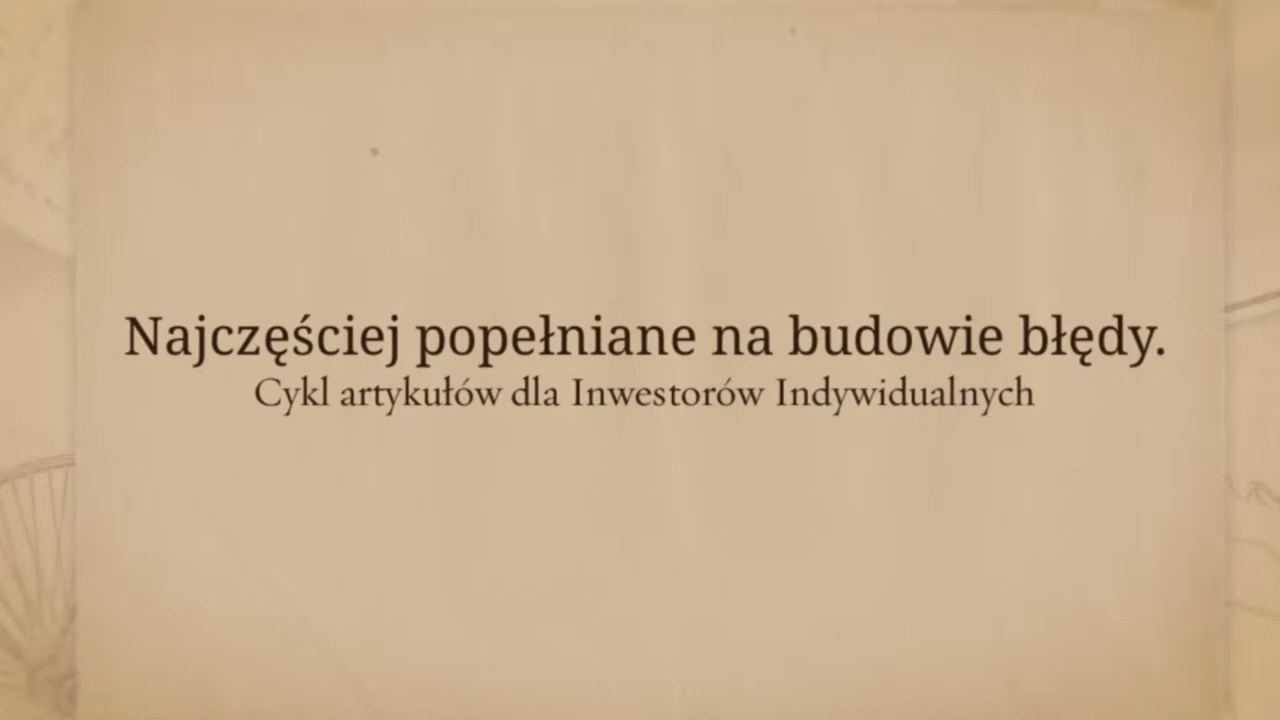 Najczęściej popełniane na budowie błędy.
Cykl artykułów dla Inwestorów Indywidualnych